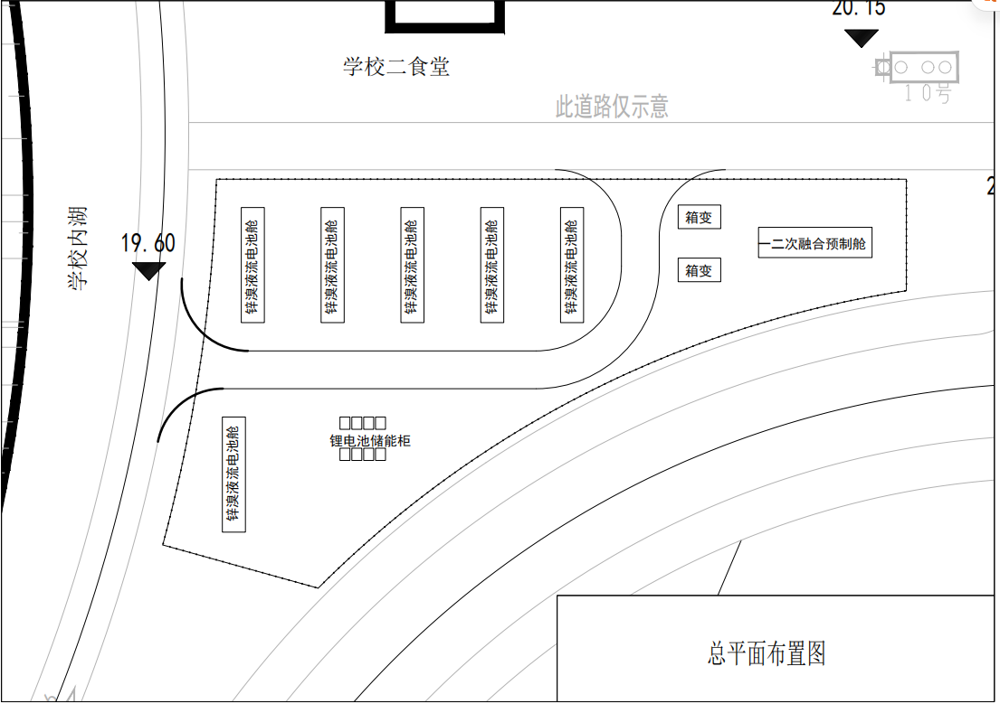 20.15
学校二食堂
10号
此道路仅示意
学校内湖
19.60
锌溴液流电池舱
锌溴液流电池舱
锌溴液流电池舱
锌溴液流电池舱
锌溴液流电池舱
箱变
箱变
一二次融合预制舱
2
锌溴液流电池舱
锂电池储能柜
总平面布置图